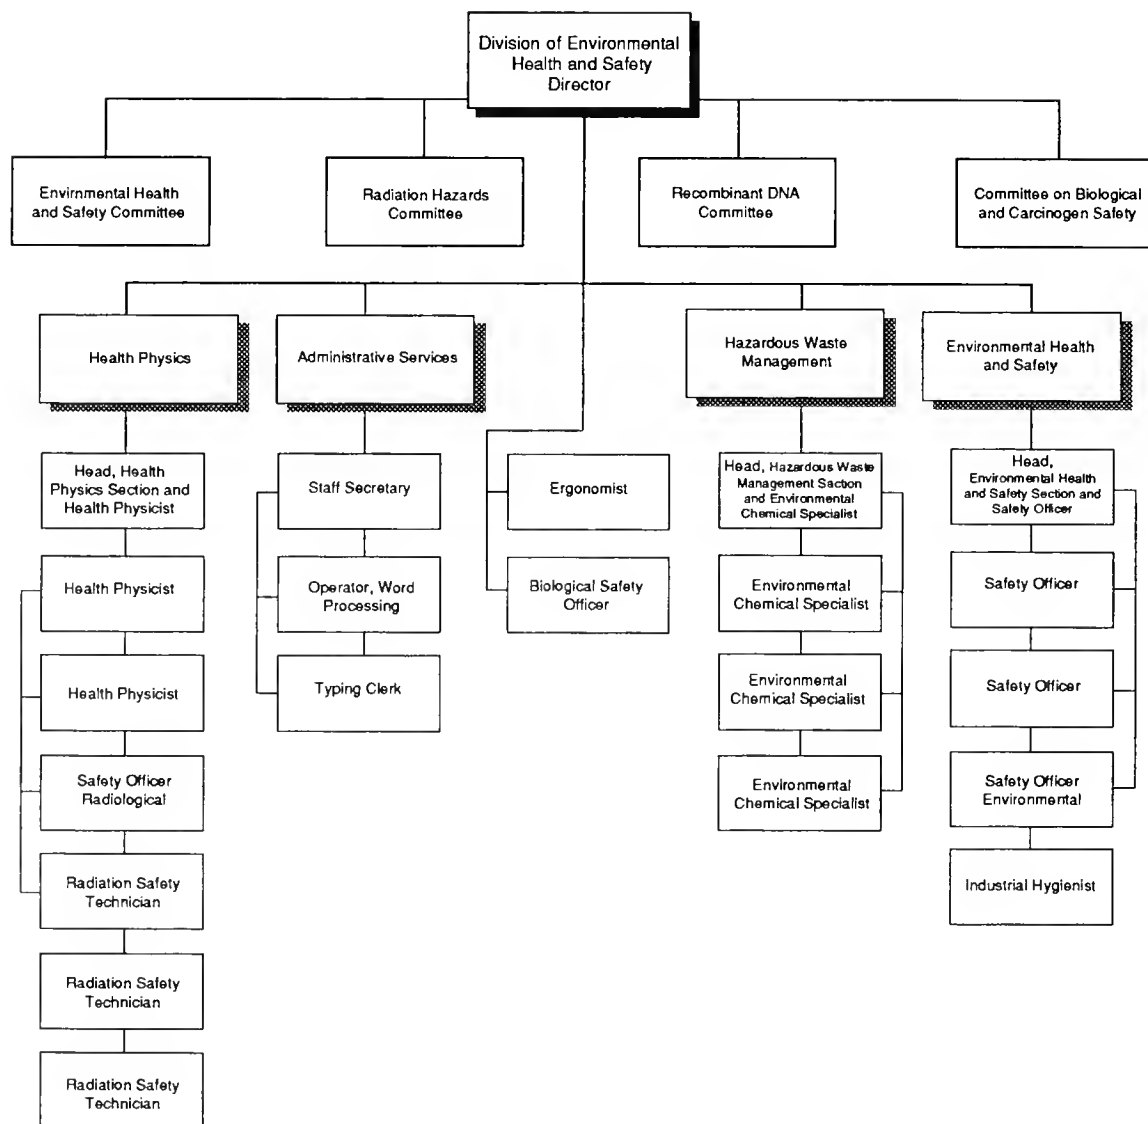 Division of Environmental
Health and Safety
Director
Envirnmental Health
and Safety Committee
Radiation Hazards
Committee
Recombinant DNA
Committee
Committee on Biological
and Carcinogen Safety
Health Physics
Administrative Services
Hazardous Waste
Management
Environmental Health
and Safety
Head, Health
Physics Section and
Health Physicist
Health Physicist
Health Physicist
Safety Officer
Radiological
Radiation Safety
Technician
Radiation Safety
Technician
Radiation Safety
Technician
Staff Secretary
Operator, Word
Processing
Typing Clerk
Ergonomist
Biological Safety
Officer
Head, Hazardous Waste
Management Section
and Environmental
Chemical Specialist
Environmental
Chemical Specialist
Environmental
Chemical Specialist
Environmental
Chemical Specialist
Head,
Environmental Health
and Safety Section and
Safety Officer
Safety Officer
Safety Officer
Safety Officer
Environmental
Industrial Hygienist